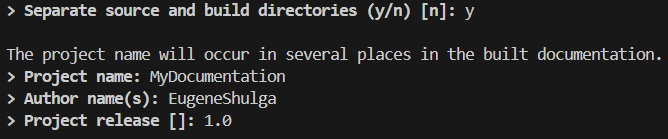 > Separate source and build directories (y/n) [n]: y
The project name will occur in several places in the built documentation.
> Project name: MyDocumentation
> Author name(s): EugeneShulga
> Project release []: 1.0